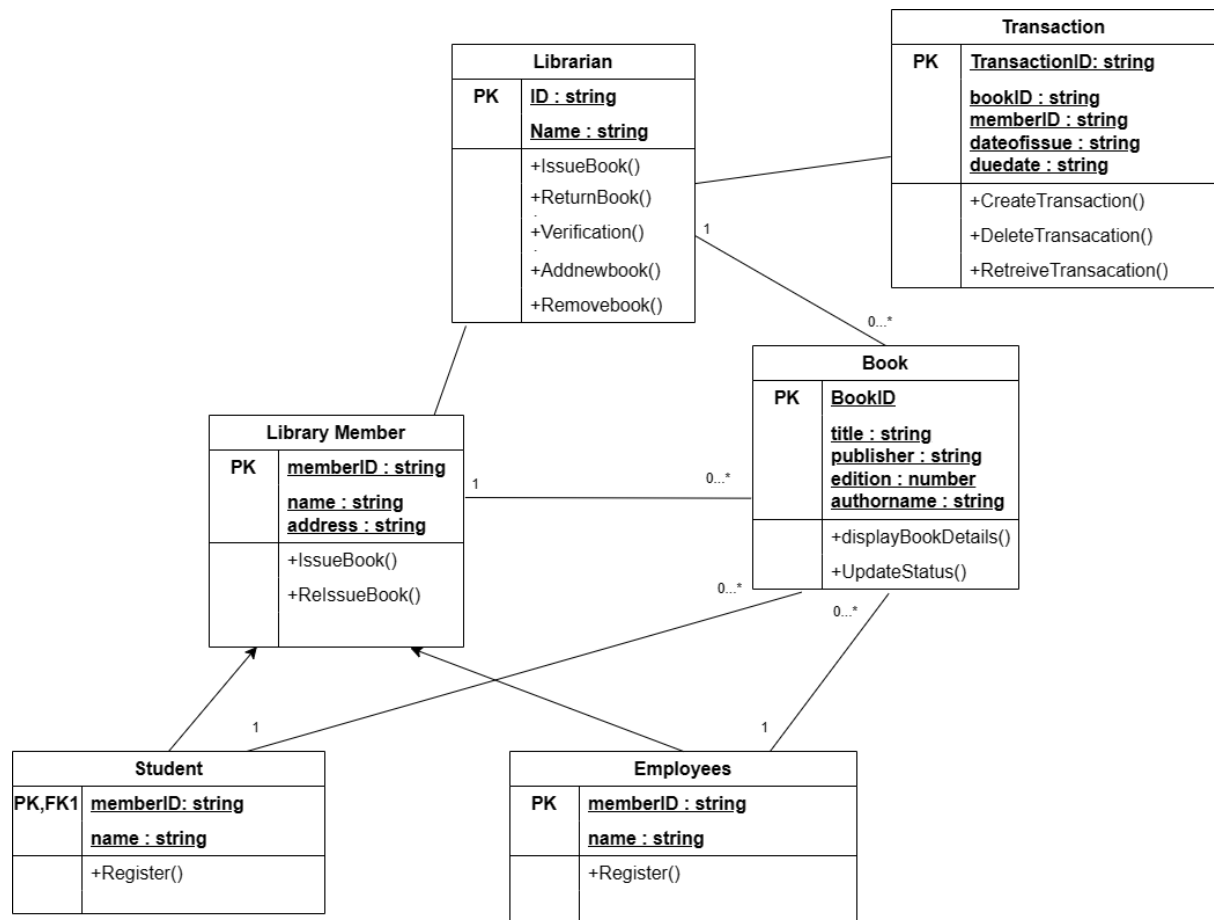 Transaction
PK
TransactionID: string
bookID : string
memberID : string
dateofissue : string
duedate : string
+CreateTransaction()
+DeleteTransacation()
+RetreiveTransacation()
Librarian
PK
ID : string
Name : string
+IssueBook()
+ReturnBook()
+Verification()
+Addnewbook()
+Removebook()
1
0...*
Book
PK
BookID
title : string
publisher : string
edition : number
authorname : string
+displayBookDetails()
+UpdateStatus()
Library Member
PK
memberID : string
name : string
address : string
+IssueBook()
+ReIssueBook()
1
0...*
0...*
0...*
1
1
Student
PK,FK1
memberID: string
name : string
+Register()
Employees
PK
memberID : string
name : string
+Register()